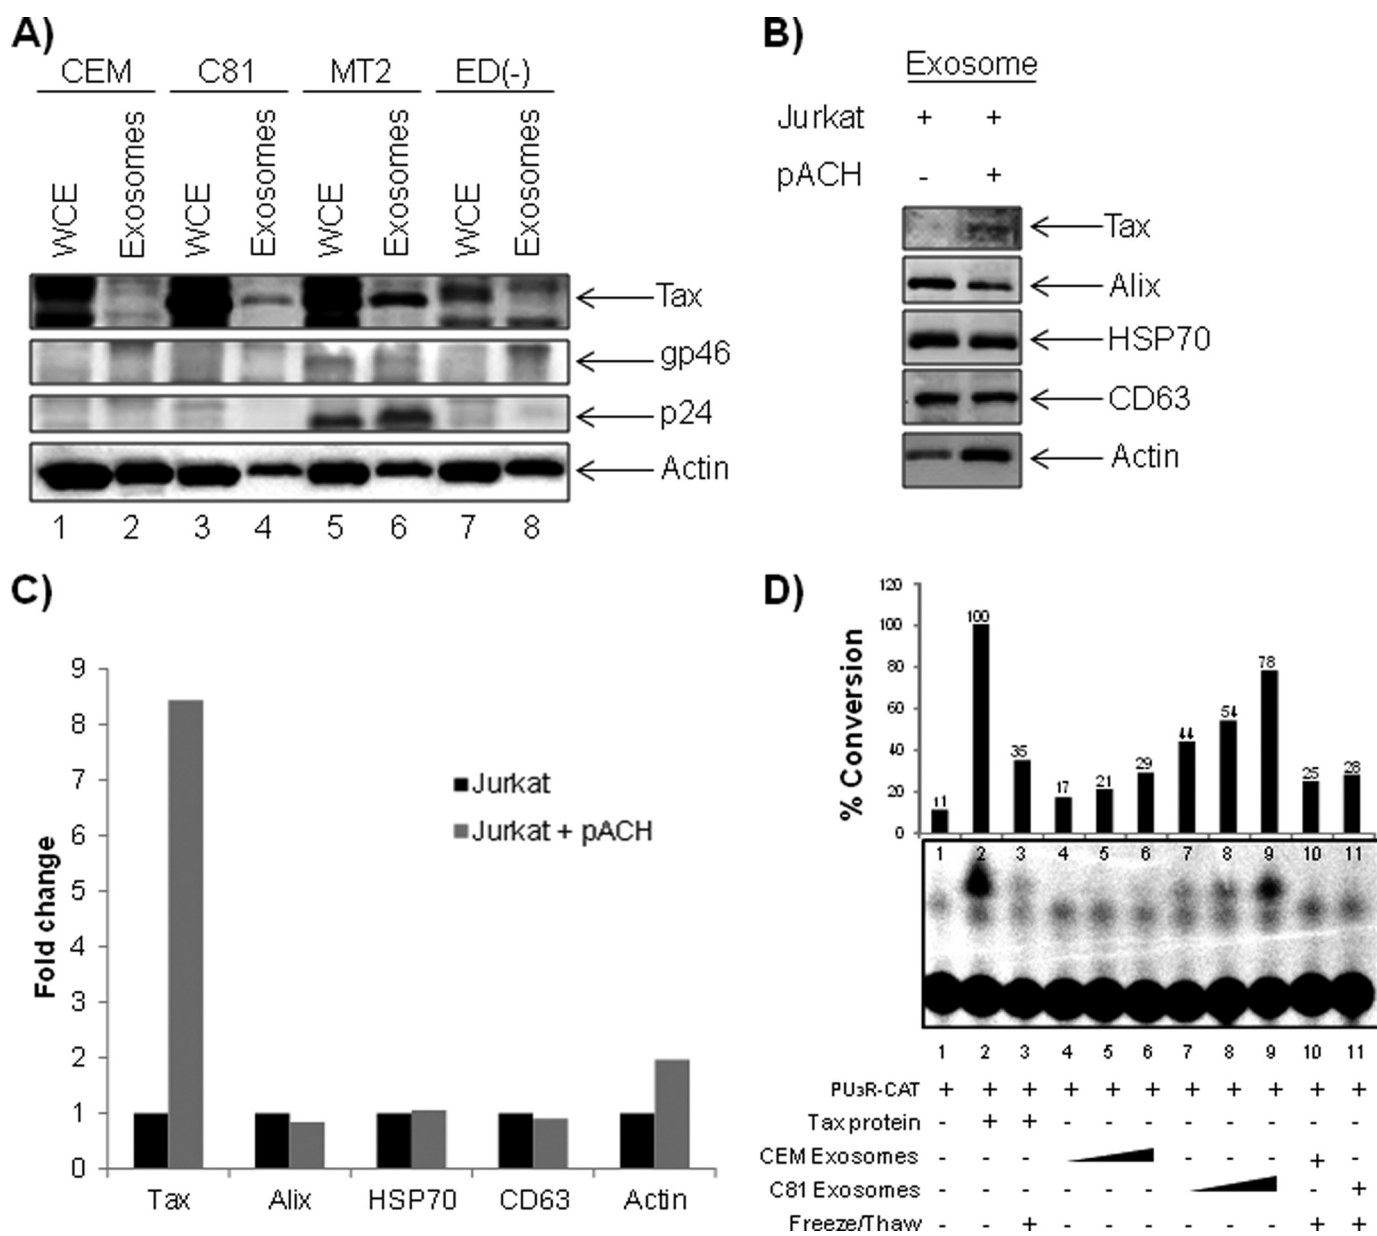 A)
CEM C81 MT2 ED(-)
WCE Exosomes WCE Exosomes WCE Exosomes WCE Exosomes
Tax
gp46
p24
Actin
1 2 3 4 5 6 7 8
B)
Exosome
Jurkat + +
pACH - +
Tax
Alix
HSP70
CD63
Actin
C)
Fold change
9
8
7
6
5
4
3
2
1
0
Jurkat
Jurkat + pACH
Tax Alix HSP70 CD63 Actin
D)
% Conversion
120
100
80
60
40
20
0
11 100 35 17 21 29 44 54 78 25 28
1 2 3 4 5 6 7 8 9 10 11
1 2 3 4 5 6 7 8 9 10 11
PU3R-CAT + + + + + + + + + + +
Tax protein - + + - - - - - - - -
CEM Exosomes - - - - - - + -
C81 Exosomes - - - - - - - +
Freeze/Thaw - - + - - - - - - + +